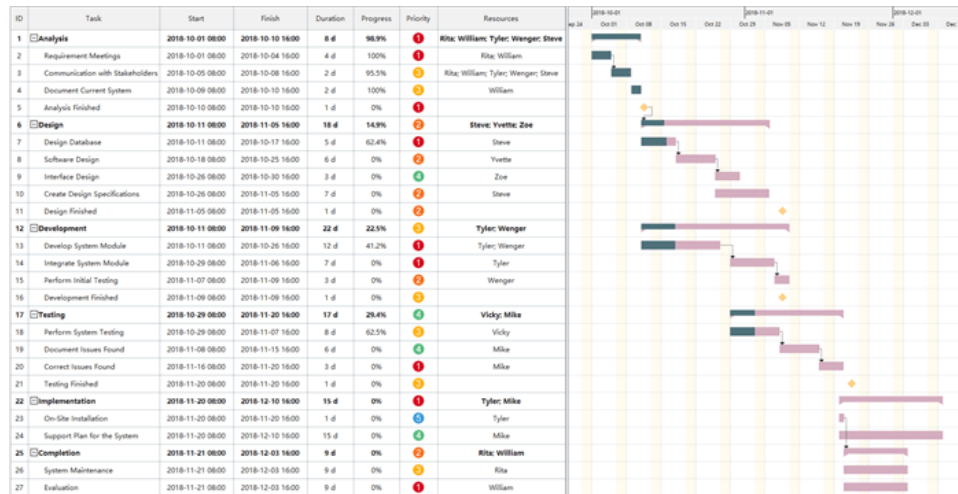 ID Task Start Finish Duration Progress Priority Resources
2018-10-01 2018-11-01 2018-12-01
ep 24 Oct 01 Oct 08 Oct 15 Oct 22 Oct 29 Nov 05 Nov 12 Nov 19 Nov 26 Dec 03 Dec
1 Analysis 2018-10-01 08:00 2018-10-10 16:00 8 d 98.9% 1 Rita; William; Tyler; Wenger; Steve
2 Requirement Meetings 2018-10-01 08:00 2018-10-04 16:00 4 d 100% 1 Rita; William
3 Communication with Stakeholders 2018-10-05 08:00 2018-10-08 16:00 2 d 95.5% 3 Rita; William; Tyler; Wenger; Steve
4 Document Current System 2018-10-09 08:00 2018-10-10 16:00 2 d 100% 3 William
5 Analysis Finished 2018-10-10 08:00 2018-10-10 16:00 1 d 0% 1
6 Design 2018-10-11 08:00 2018-11-05 16:00 18 d 14.9% 2 Steve; Yvette; Zoe
7 Design Database 2018-10-11 08:00 2018-10-17 16:00 5 d 62.4% 1 Steve
8 Software Design 2018-10-18 08:00 2018-10-25 16:00 6 d 0% 2 Yvette
9 Interface Design 2018-10-26 08:00 2018-10-30 16:00 3 d 0% 4 Zoe
10 Create Design Specifications 2018-10-26 08:00 2018-11-05 16:00 7 d 0% 2 Steve
11 Design Finished 2018-11-05 08:00 2018-11-05 16:00 1 d 0% 2
12 Development 2018-10-11 08:00 2018-11-09 16:00 22 d 22.5% 3 Tyler; Wenger
13 Develop System Module 2018-10-11 08:00 2018-10-26 16:00 12 d 41.2% 1 Tyler; Wenger
14 Integrate System Module 2018-10-29 08:00 2018-11-06 16:00 7 d 0% 1 Tyler
15 Perform Initial Testing 2018-11-07 08:00 2018-11-09 16:00 3 d 0% 2 Wenger
16 Development Finished 2018-11-09 08:00 2018-11-09 16:00 1 d 0% 3
17 Testing 2018-10-29 08:00 2018-11-20 16:00 17 d 29.4% 4 Vicky; Mike
18 Perform System Testing 2018-10-29 08:00 2018-11-07 16:00 8 d 62.5% 3 Vicky
19 Document Issues Found 2018-11-08 08:00 2018-11-15 16:00 6 d 0% 4 Mike
20 Correct Issues Found 2018-11-16 08:00 2018-11-20 16:00 3 d 0% 1 Mike
21 Testing Finished 2018-11-20 08:00 2018-11-20 16:00 1 d 0% 3
22 Implementation 2018-11-20 08:00 2018-12-10 16:00 15 d 0% 1 Tyler; Mike
23 On-Site Installation 2018-11-20 08:00 2018-11-20 16:00 1 d 0% 5 Tyler
24 Support Plan for the System 2018-11-20 08:00 2018-12-10 16:00 15 d 0% 4 Mike
25 Completion 2018-11-21 08:00 2018-12-03 16:00 9 d 0% 2 Rita; William
26 System Maintenance 2018-11-21 08:00 2018-12-03 16:00 9 d 0% 3 Rita
27 Evaluation 2018-11-21 08:00 2018-12-03 16:00 9 d 0% 1 William